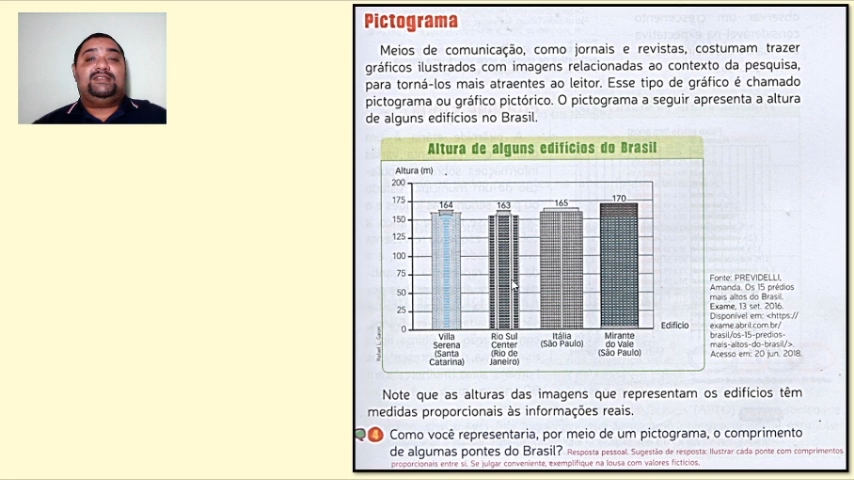 Pictograma
Meios de comunicação, como jornais e revistas, costumam trazer
gráficos ilustrados com imagens relacionadas ao contexto da pesquisa,
para torná-los mais atraentes ao leitor. Esse tipo de gráfico é chamado
pictograma ou gráfico pictórico. O pictograma a seguir apresenta a altura
de alguns edifícios no Brasil.
Altura de alguns edifícios do Brasil
Altura (m)
200
175
150
125
100
75
50
25
0
164
163
165
170
Villa
Serena
(Santa
Catarina)
Rio Sul
Center
(Rio de
Janeiro)
Itália
(São Paulo)
Mirante
do Vale
(São Paulo)
Edifício
Fonte: PREVIDELLI,
Amanda. Os 15 prédios
mais altos do Brasil.
Exame, 13 set. 2016.
Disponível em: <https://
exame.abril.com.br/
brasil/os-15-predios-
mais-altos-do-brasil/>.
Acesso em: 20 jun. 2018.
Note que as alturas das imagens que representam os edifícios têm
medidas proporcionais às informações reais.
4 Como você representaria, por meio de um pictograma, o comprimento
de algumas pontes do Brasil? Resposta pessoal. Sugestão de resposta: Ilustrar cada ponte com comprimentos
proporcionais entre si. Se julgar conveniente, exemplifique na lousa com valores fictícios.